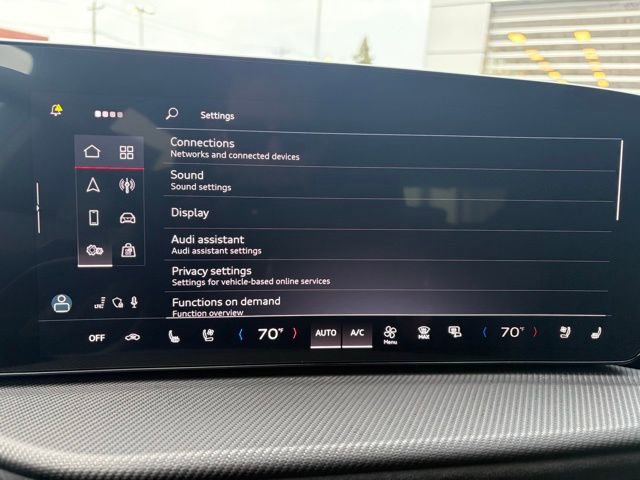 Settings
Connections
Networks and connected devices
Sound
Sound settings
Display
Audi assistant
Audi assistant settings
Privacy settings
Settings for vehicle-based online services
Functions on demand
Function overview
LTE
OFF
70°F
AUTO
A/C
Menu
MAX
70°F